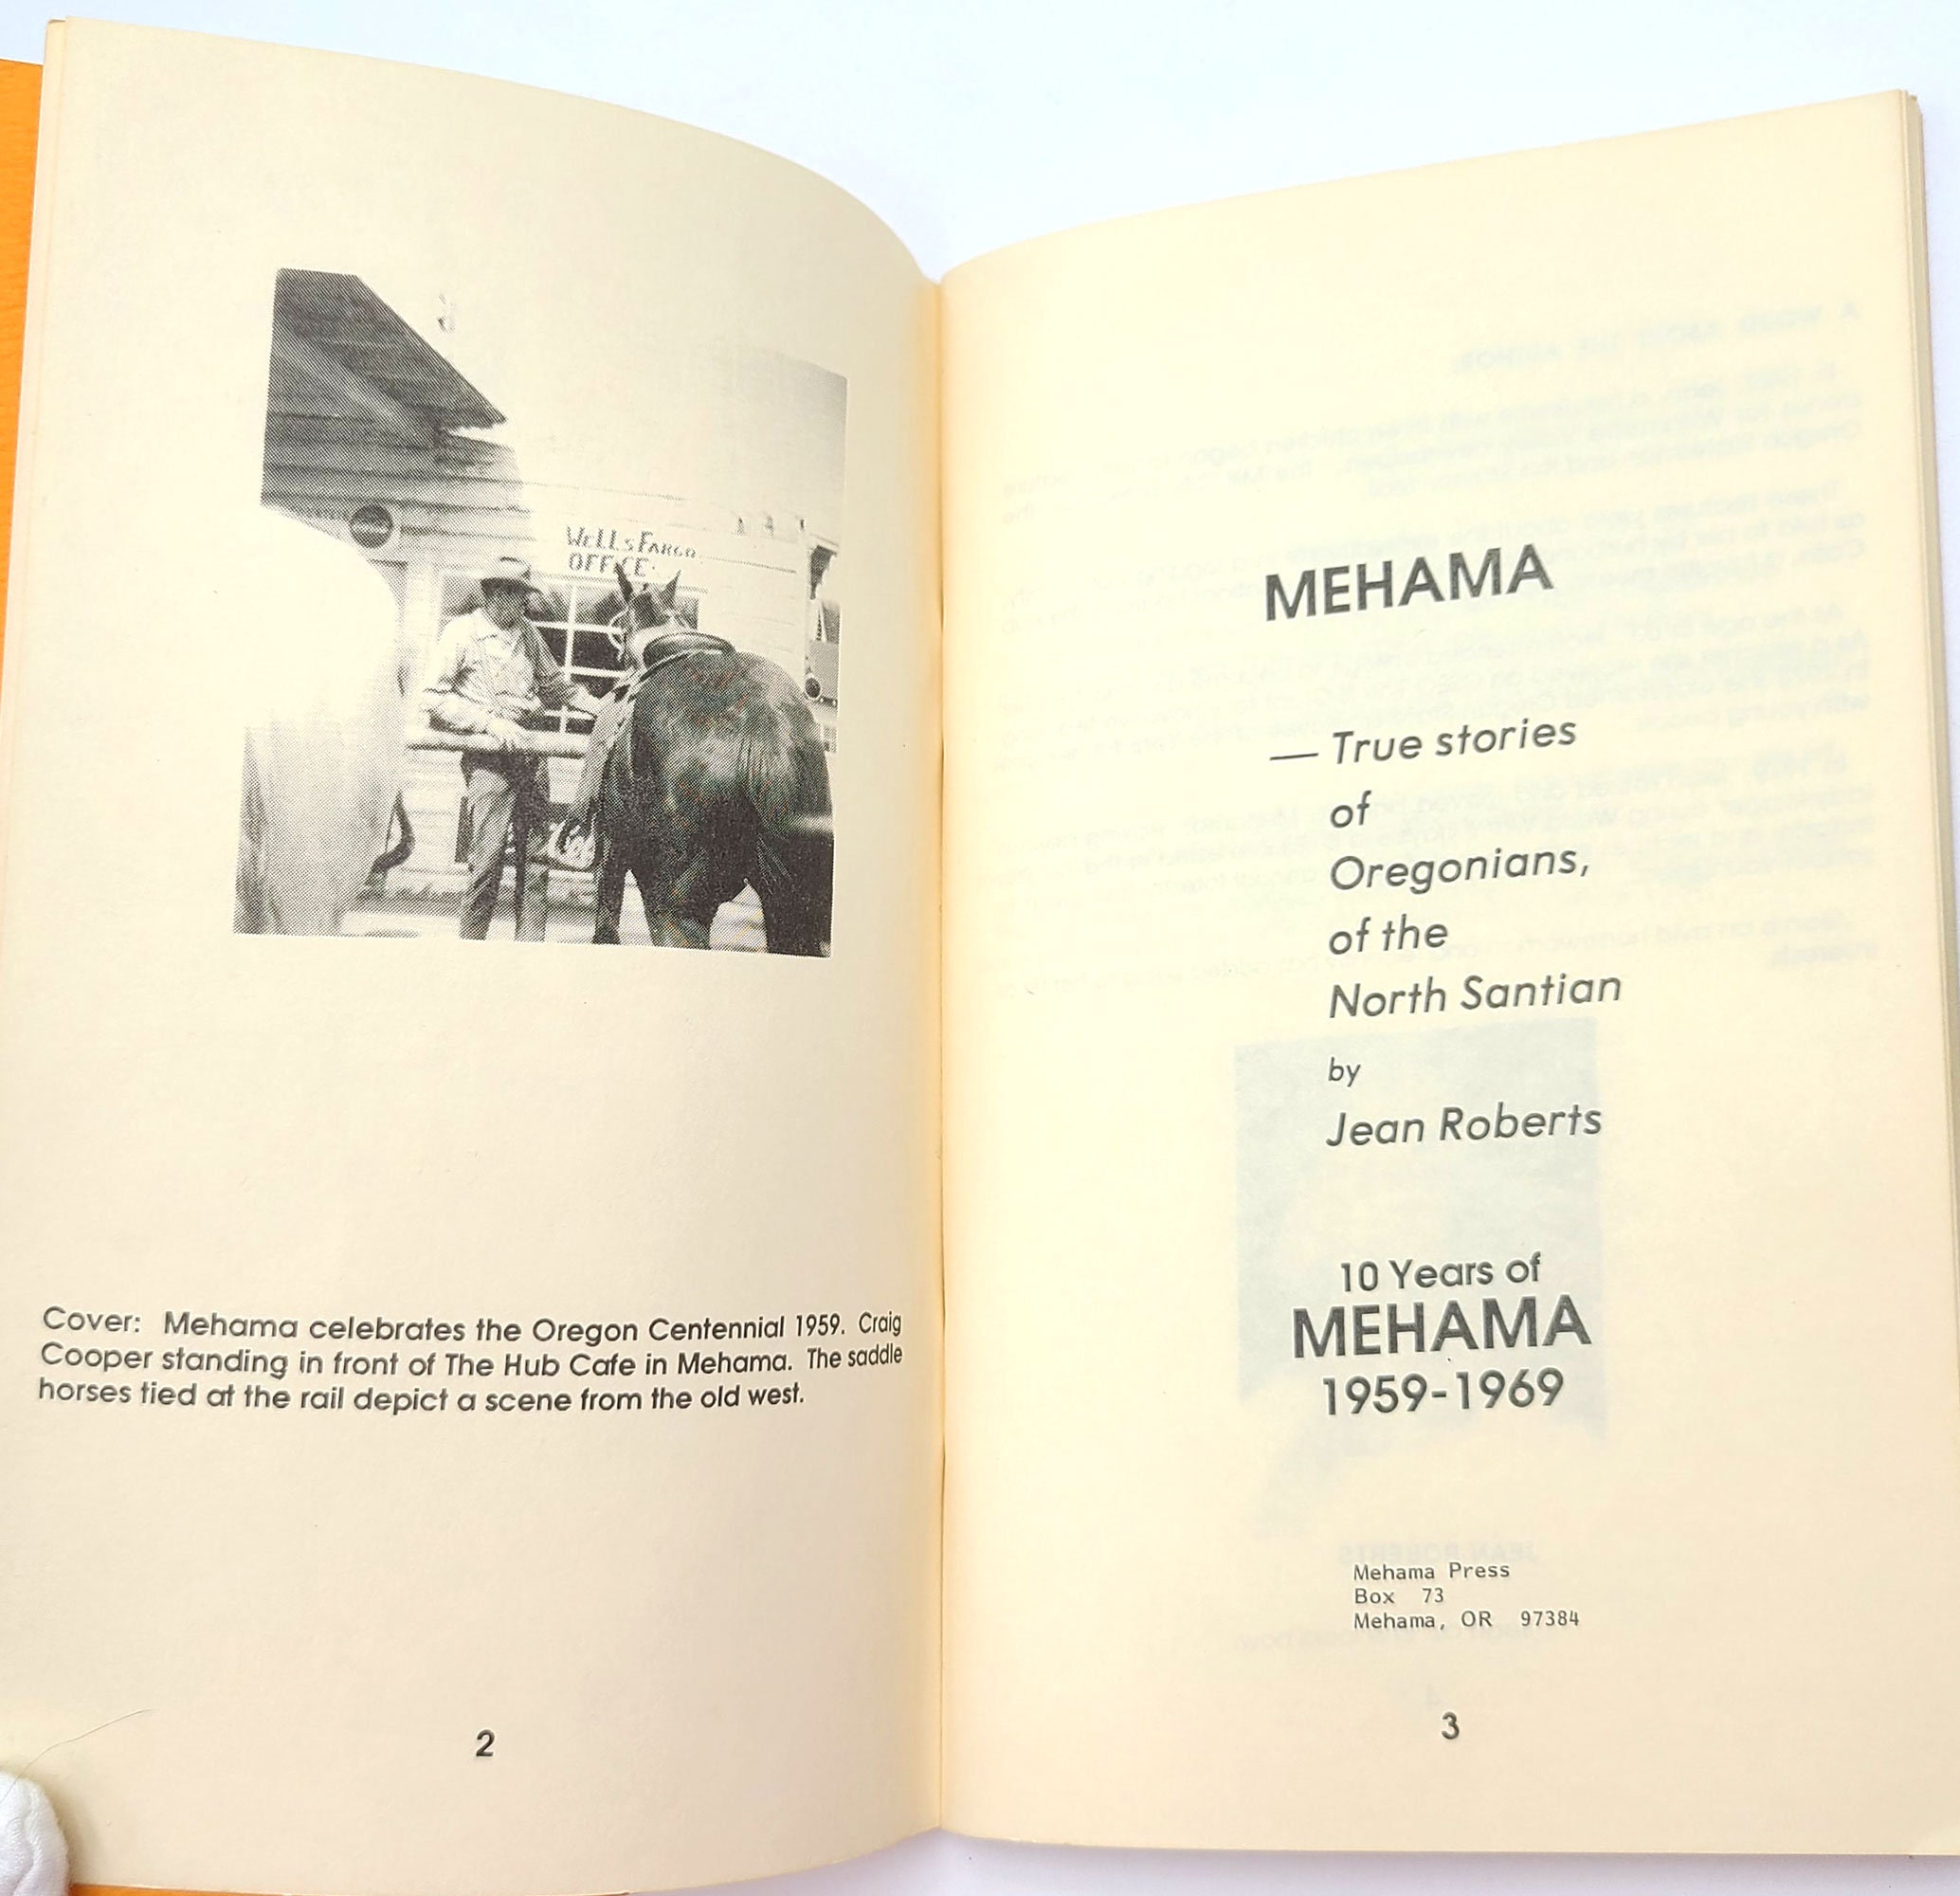 WELLS FARGO
OFFICE
Cover: Mehama celebrates the Oregon Centennial 1959. Craig
Cooper standing in front of The Hub Cafe in Mehama. The saddle
horses tied at the rail depict a scene from the old west.
2
MEHAMA
— True stories
of
Oregonians,
of the
North Santian
by
Jean Roberts
10 Years of
MEHAMA
1959-1969
Mehama Press
Box 73
Mehama, OR 97384
3